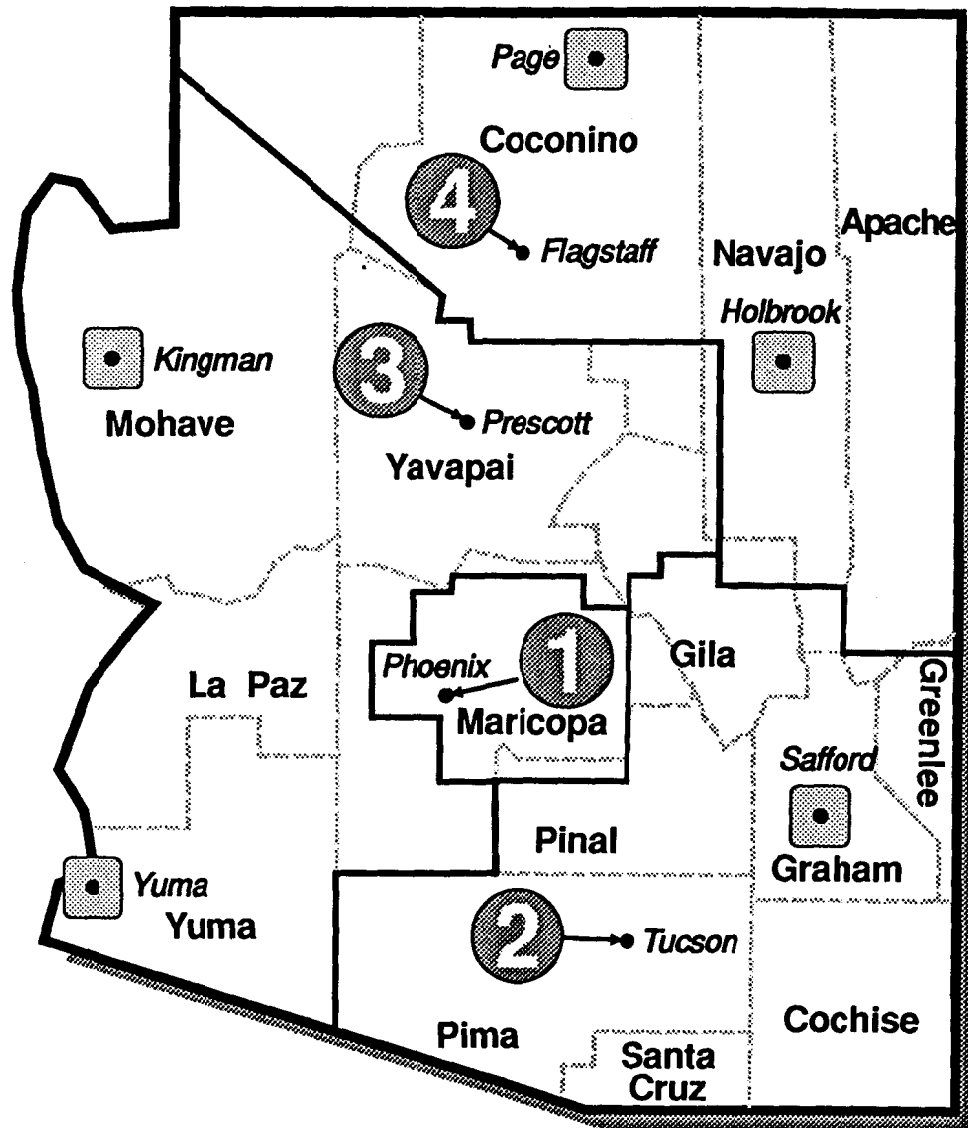 Page
Coconino
4
Apache
Flagstaff
Navajo
Holbrook
3
Kingman
Mohave
Prescott
Yavapai
1
Gila
Phoenix
La Paz
Maricopa
Greenlee
Safford
Pinal
Graham
Yuma
Yuma
2
Tucson
Cochise
Pima
Santa
Cruz